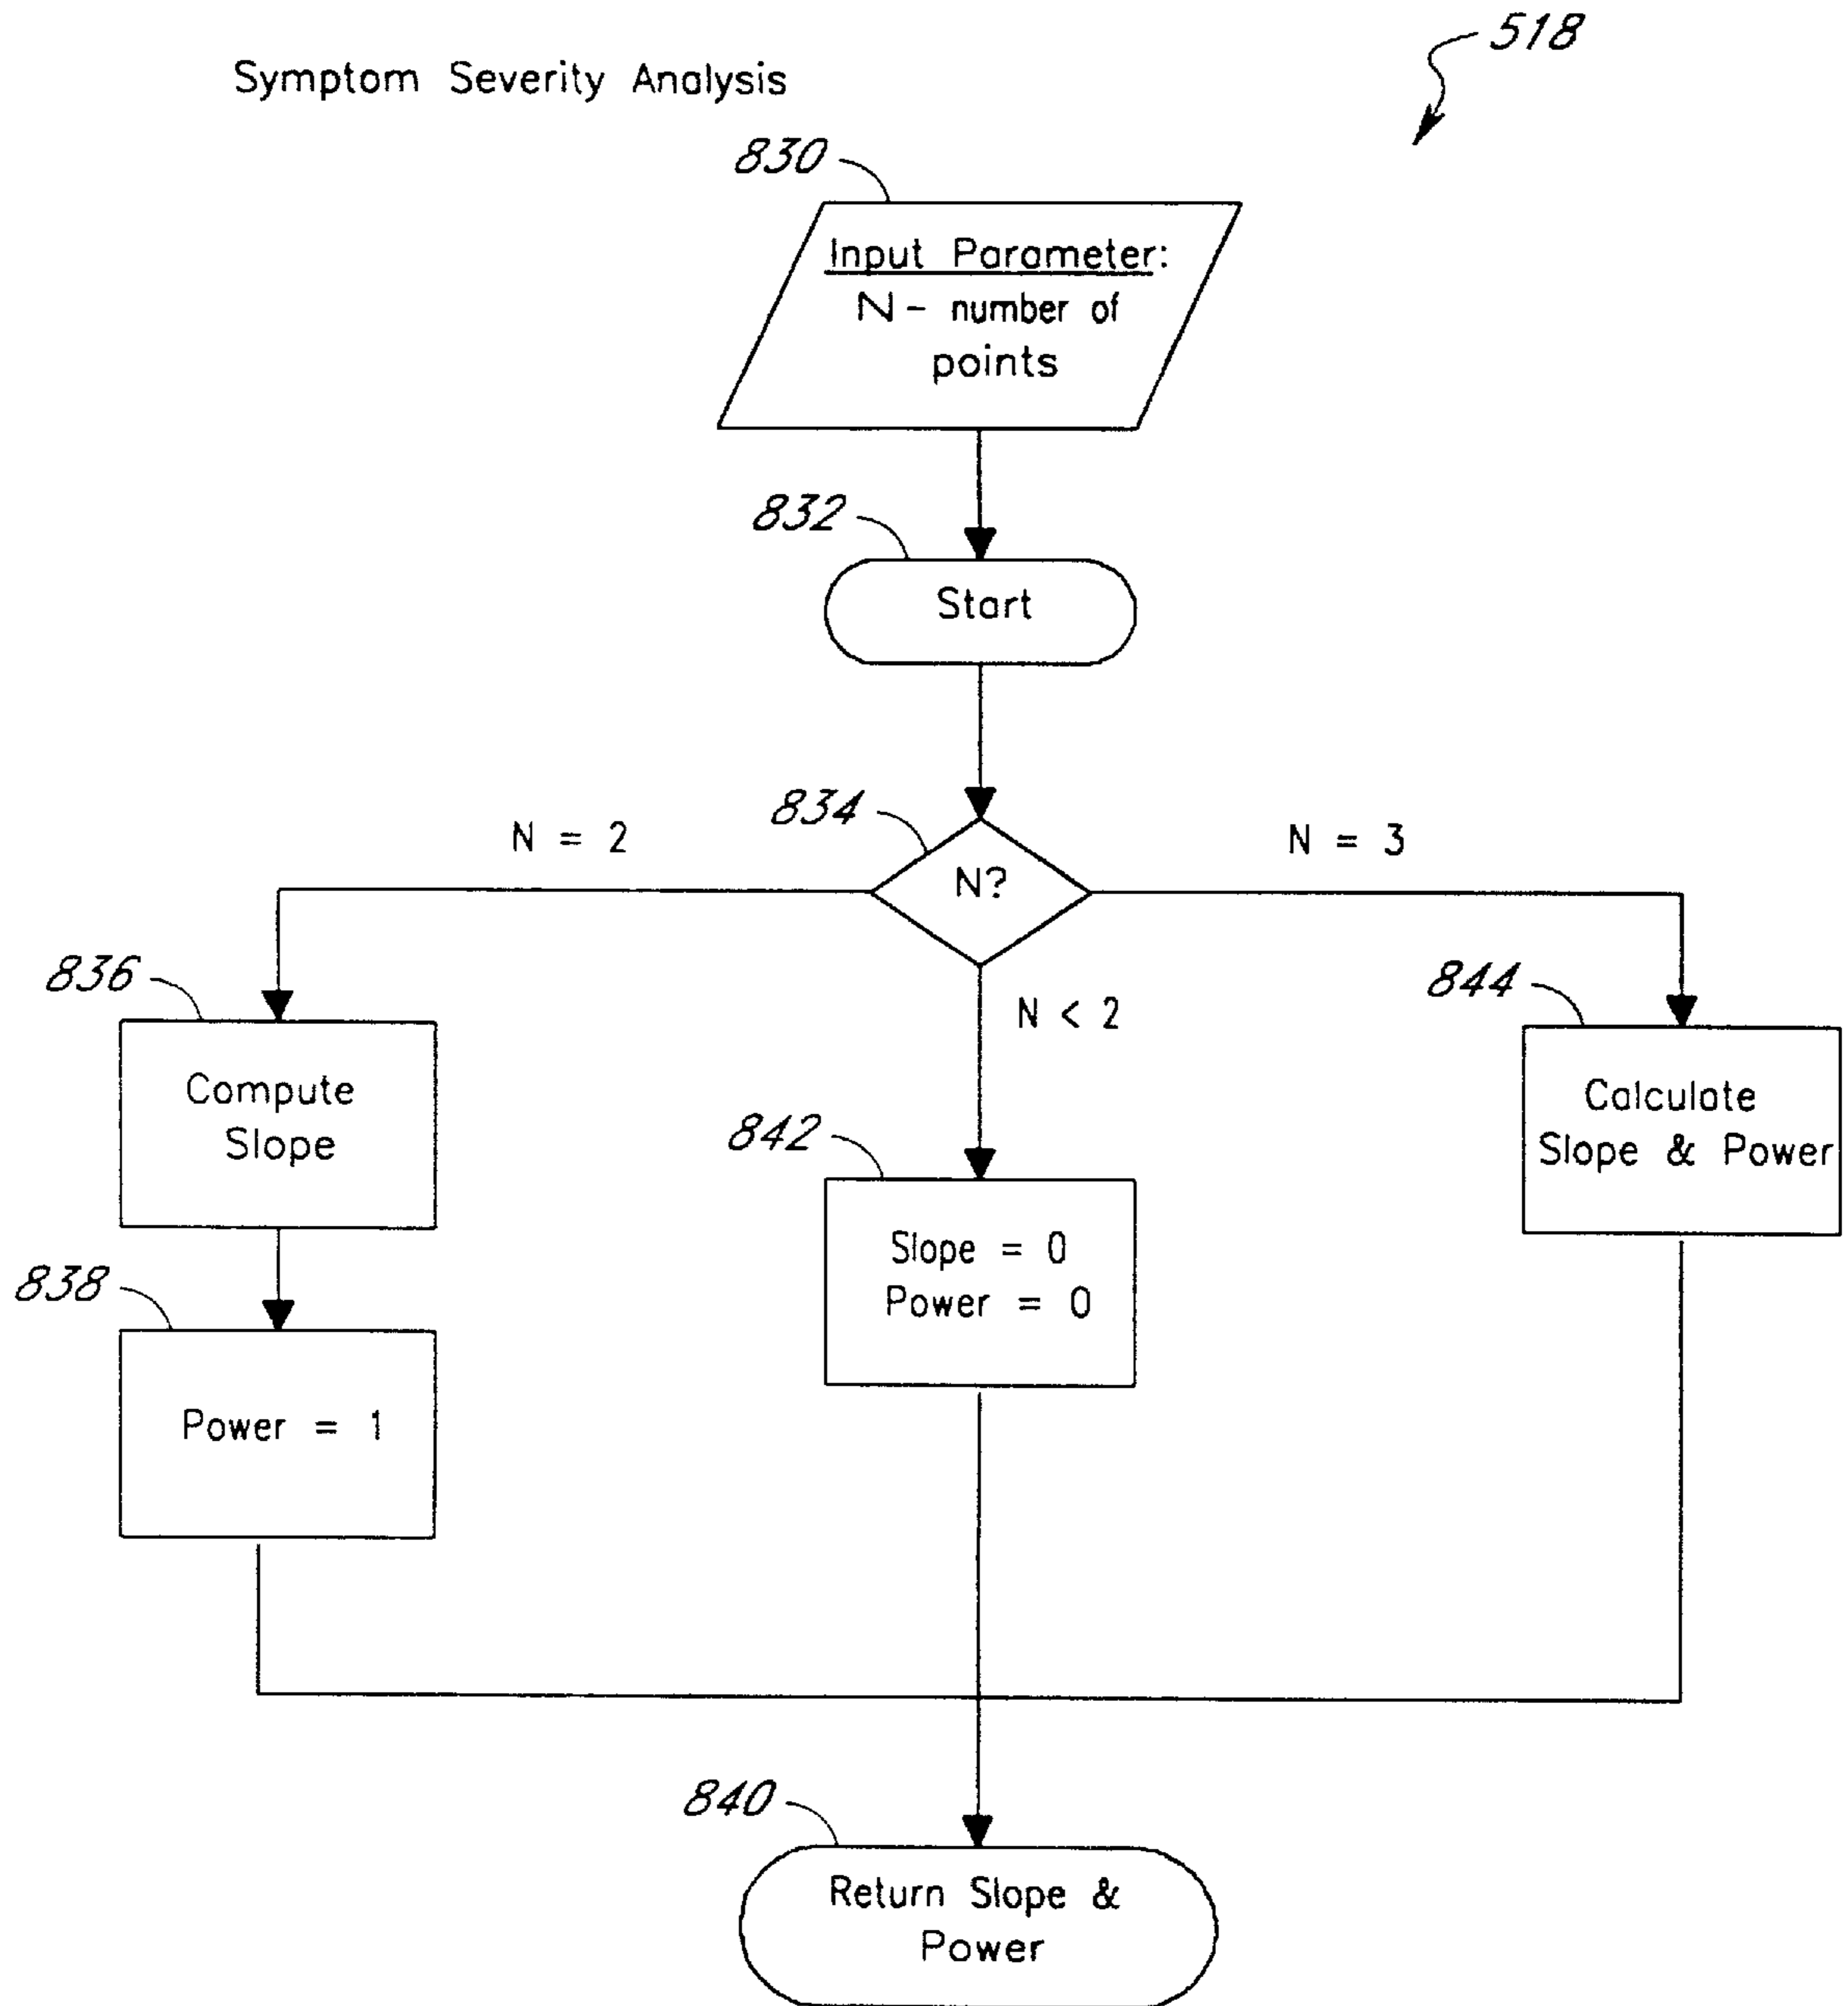 518
Symptom Severity Analysis
830
Input Parameter:
N - number of
points
832
Start
834
N = 2
N?
N = 3
836
Compute
Slope
N < 2
844
Calculate
Slope & Power
842
Slope = 0
Power = 0
838
Power = 1
840
Return Slope &
Power